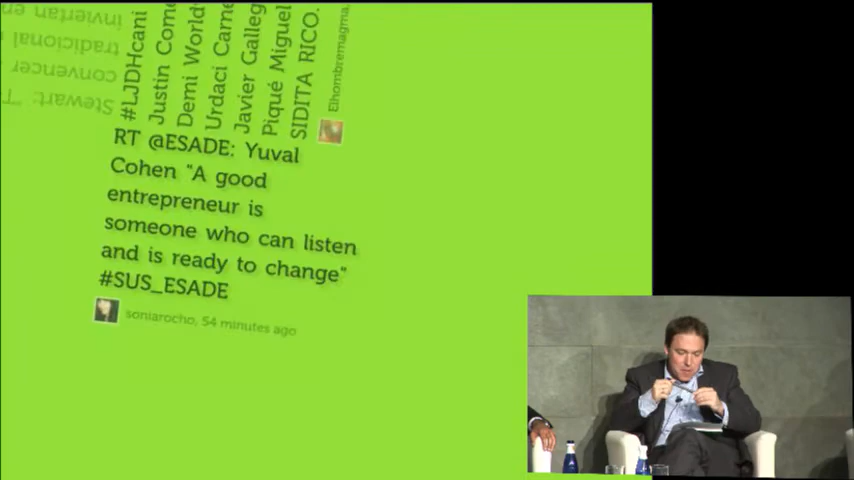 Stewart: "T
convencer
tradicional
inviertan en
#LJDHcani
Justin Come
Demi World
Urdaci Carne
Javier Galleg
Piqué Miguel
SIDITA RICO.
Elhombremagma,
RT @ESADE: Yuval
Cohen "A good
entrepreneur is
someone who can listen
and is ready to change"
#SUS_ESADE
soniarocho, 54 minutes ago